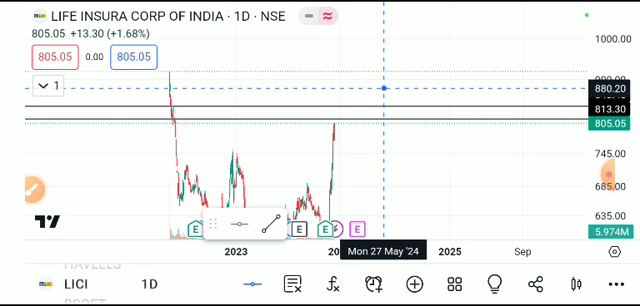 LIFE INSURA CORP OF INDIA · 1D · NSE
805.05 +13.30 (+1.68%)
805.05 0.00 805.05
1
1000.00
880.20
813.30
805.05
745.00
685.00
635.00
5.974M
E E E E
2023
Mon 27 May '24
2025
Sep
LICI 1D